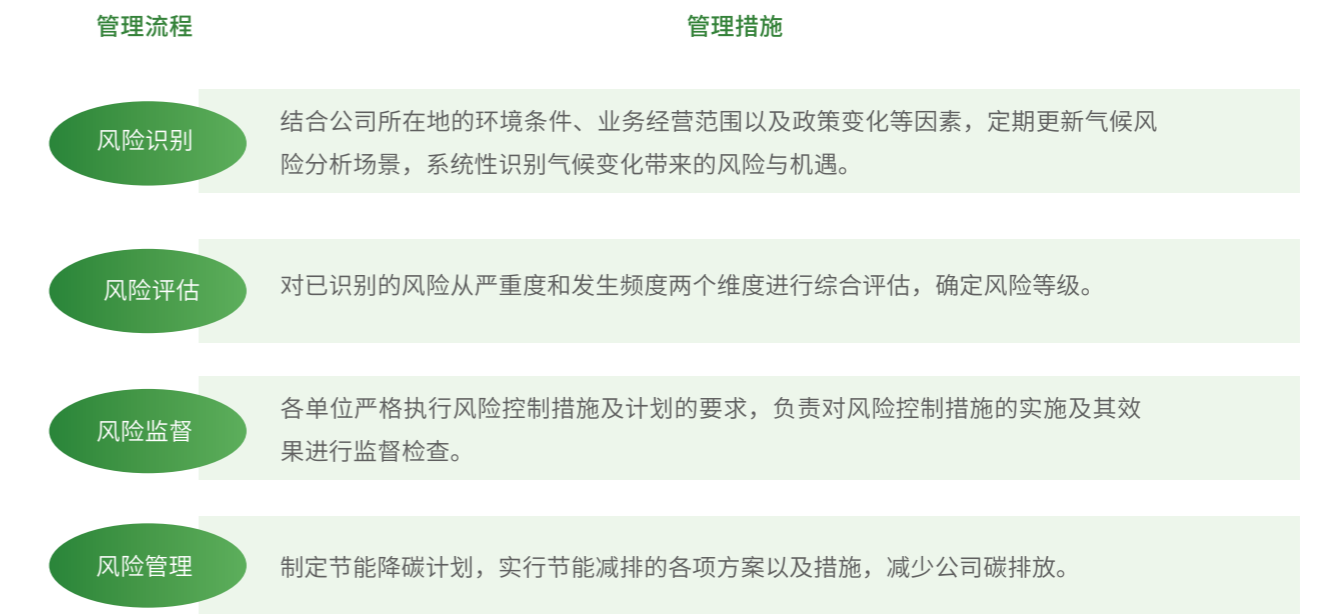 管理流程
管理措施
风险识别
结合公司所在地的环境条件、业务经营范围以及政策变化等因素，定期更新气候风
险分析场景，系统性识别气候变化带来的风险与机遇。
风险评估
对已识别的风险从严重度和发生频度两个维度进行综合评估，确定风险等级。
风险监督
各单位严格执行风险控制措施及计划的要求，负责对风险控制措施的实施及其效
果进行监督检查。
风险管理
制定节能降碳计划，实行节能减排的各项方案以及措施，减少公司碳排放。